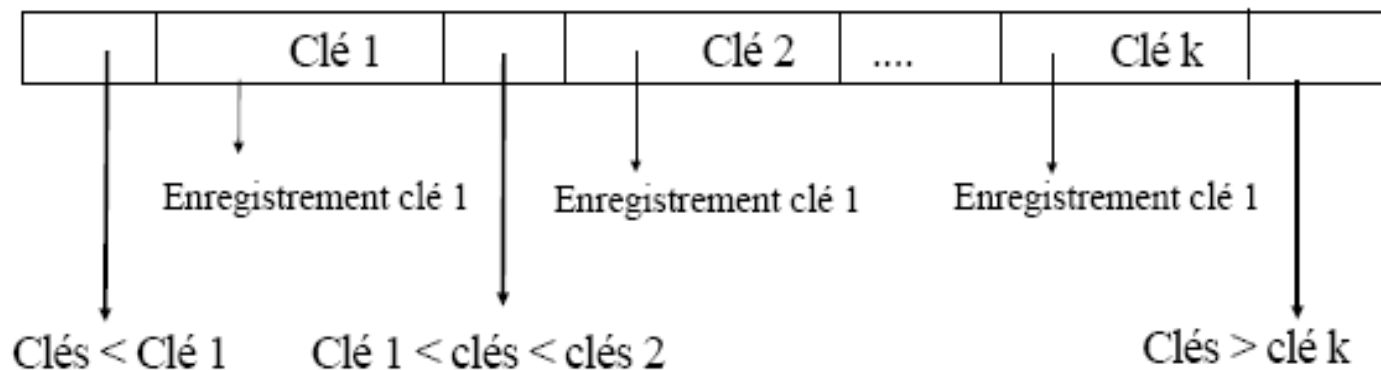 Clé 1 Clé 2 .... Clé k
Enregistrement clé 1 Enregistrement clé 1 Enregistrement clé 1
Clés < Clé 1 Clé 1 < clés < clés 2 Clés > clé k